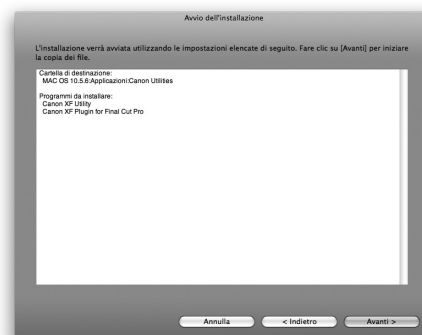 Avvio dell'installazione
L'installazione verrà avviata utilizzando le impostazioni elencate di seguito. Fare clic su [Avanti] per iniziare
la copia dei file.
Cartella di destinazione:
MAC OS 10.5.6:Applicazioni:Canon Utilities
Programmi da installare:
Canon XF Utility
Canon XF Plugin for Final Cut Pro
Annulla
< Indietro
Avanti >